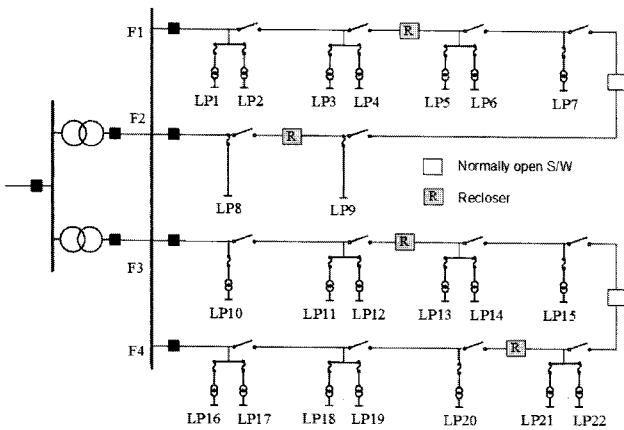 F1
R
LP1 LP2 LP3 LP4 LP5 LP6 LP7
F2
R
Normally open S/W
LP8 LP9
R Recloser
R
F3
LP10 LP11 LP12 LP13 LP14 LP15
F4
R
LP16 LP17 LP18 LP19 LP20 LP21 LP22